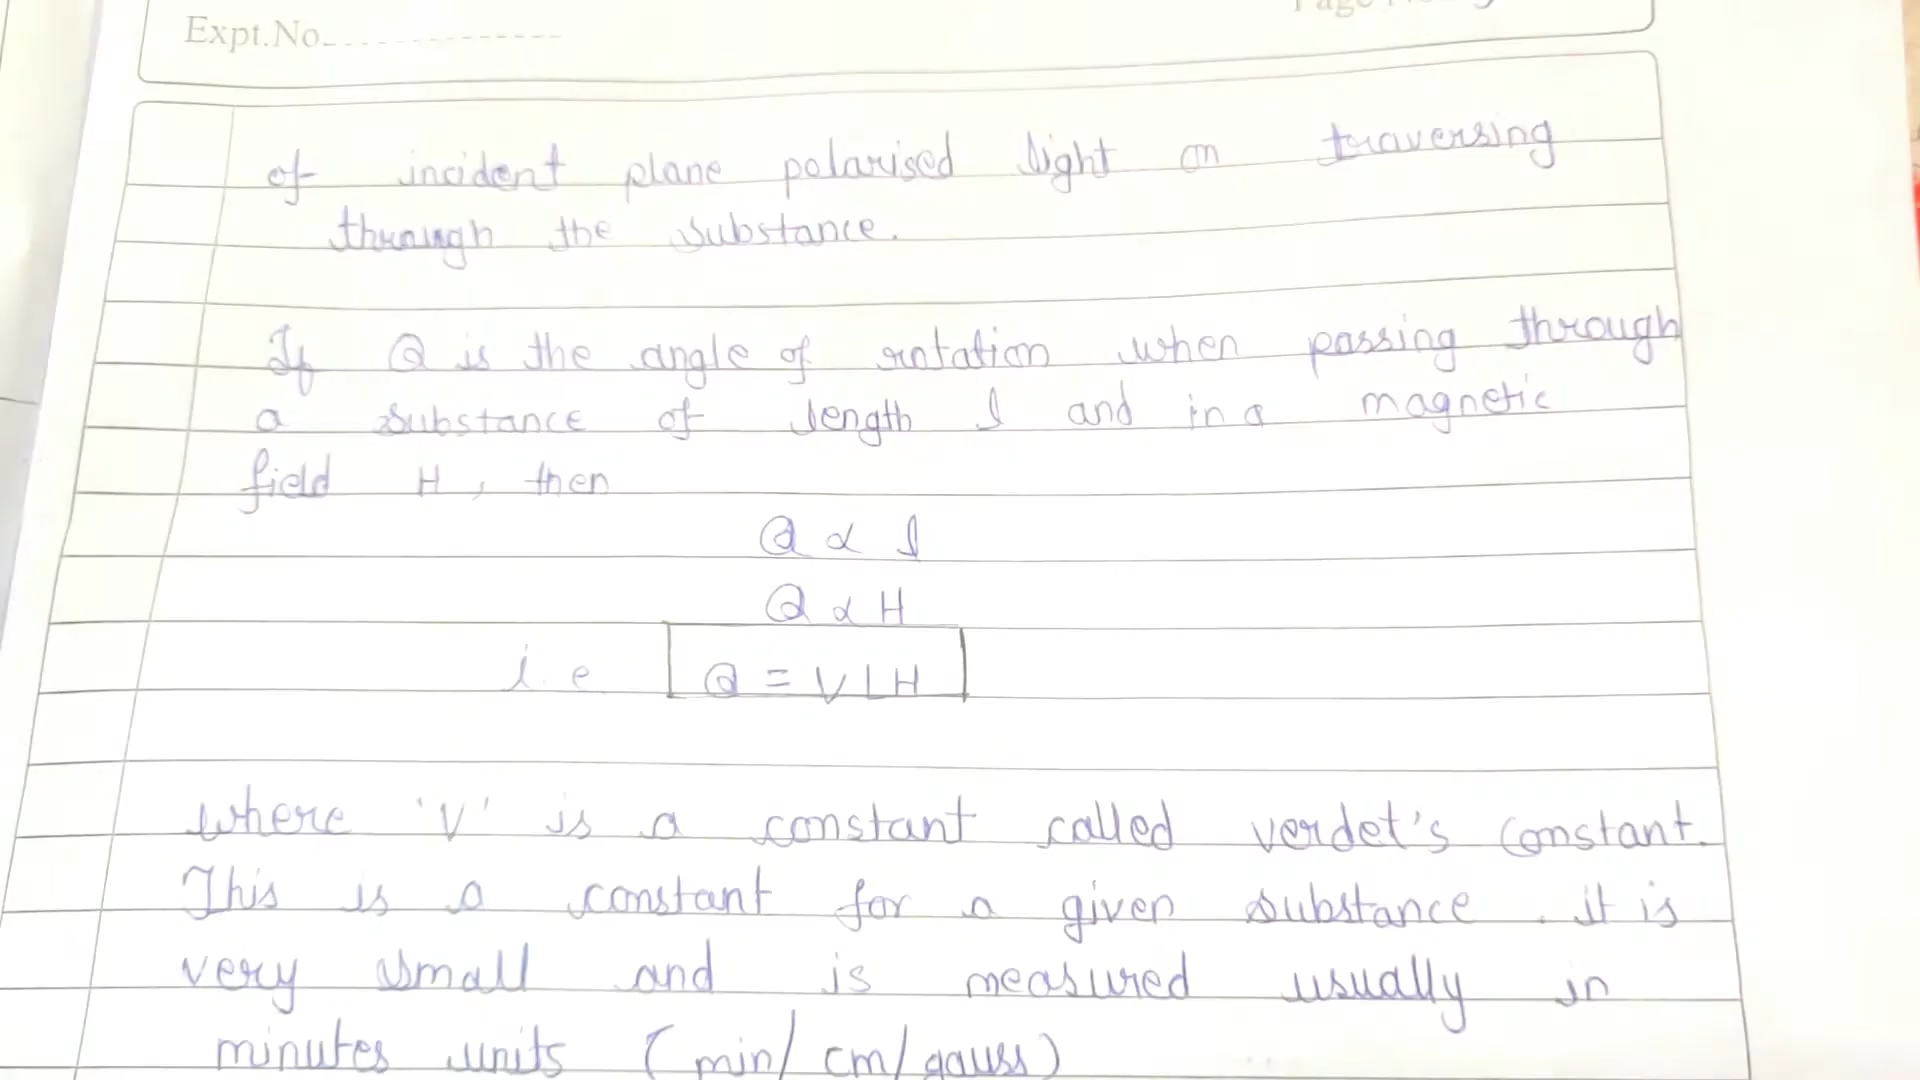 Expt.No.
of incident plane polarised light on traversing
through the substance.
If Q is the angle of rotation when passing through
a substance of length l and in a magnetic
field H, then
Q ∝ l
Q ∝ H
i.e Q = VLH
where 'V' is a constant called verdet's constant.
This is a constant for a given substance. it is
very small and is measured usually in
minutes units (min/cm/gauss)